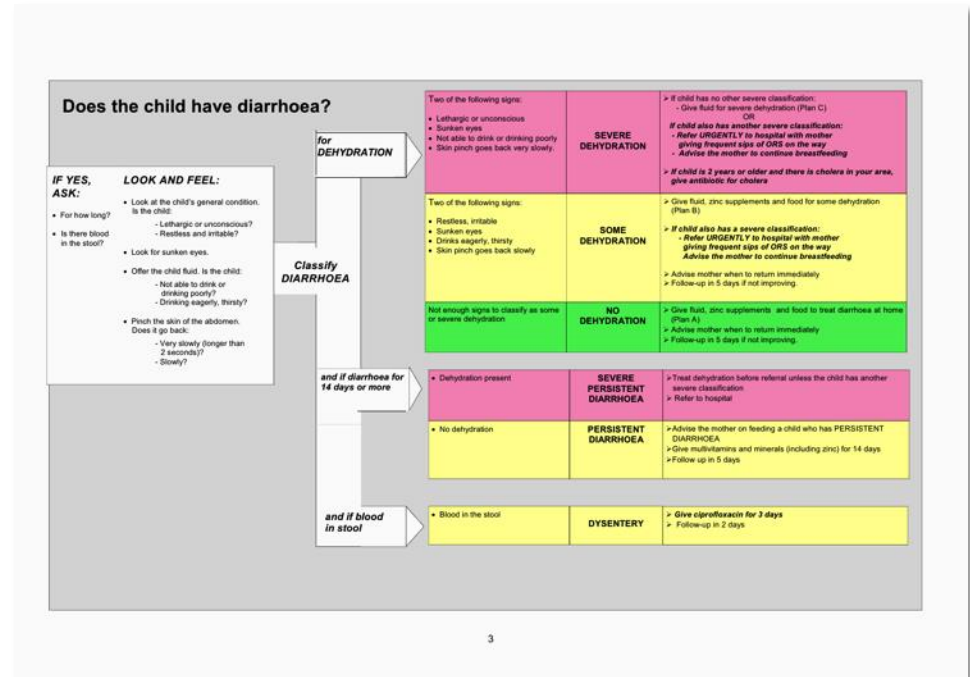 Does the child have diarrhoea?
IF YES,
ASK:
• For how long?
• Is there blood
in the stool?
LOOK AND FEEL:
• Look at the child's general condition.
Is the child:
- Lethargic or unconscious?
- Restless and irritable?
• Look for sunken eyes.
• Offer the child fluid. Is the child:
- Not able to drink or
drinking poorly?
- Drinking eagerly, thirsty?
• Pinch the skin of the abdomen.
Does it go back:
- Very slowly (longer than
2 seconds)?
- Slowly?
Classify
DIARRHOEA
for
DEHYDRATION
Two of the following signs:
• Lethargic or unconscious
• Sunken eyes
• Not able to drink or drinking poorly
• Skin pinch goes back very slowly.
SEVERE
DEHYDRATION
➢ If child has no other severe classification:
- Give fluid for severe dehydration (Plan C)
OR
If child also has another severe classification:
- Refer URGENTLY to hospital with mother
giving frequent sips of ORS on the way
- Advise the mother to continue breastfeeding
➢ If child is 2 years or older and there is cholera in your area,
give antibiotic for cholera
Two of the following signs:
• Restless, irritable
• Sunken eyes
• Drinks eagerly, thirsty
• Skin pinch goes back slowly
SOME
DEHYDRATION
➢ Give fluid, zinc supplements and food for some dehydration
(Plan B)
➢ If child also has a severe classification:
- Refer URGENTLY to hospital with mother
giving frequent sips of ORS on the way
Advise the mother to continue breastfeeding
➢ Advise mother when to return immediately
➢ Follow-up in 5 days if not improving.
Not enough signs to classify as some
or severe dehydration
NO
DEHYDRATION
➢ Give fluid, zinc supplements and food to treat diarrhoea at home
(Plan A)
➢ Advise mother when to return immediately
➢ Follow-up in 5 days if not improving.
and if diarrhoea for
14 days or more
• Dehydration present
SEVERE
PERSISTENT
DIARRHOEA
➢ Treat dehydration before referral unless the child has another
severe classification
➢ Refer to hospital
• No dehydration
PERSISTENT
DIARRHOEA
➢ Advise the mother on feeding a child who has PERSISTENT
DIARRHOEA
➢ Give multivitamins and minerals (including zinc) for 14 days
➢ Follow up in 5 days
and if blood
in stool
• Blood in the stool
DYSENTERY
➢ Give ciprofloxacin for 3 days
➢ Follow-up in 2 days
3